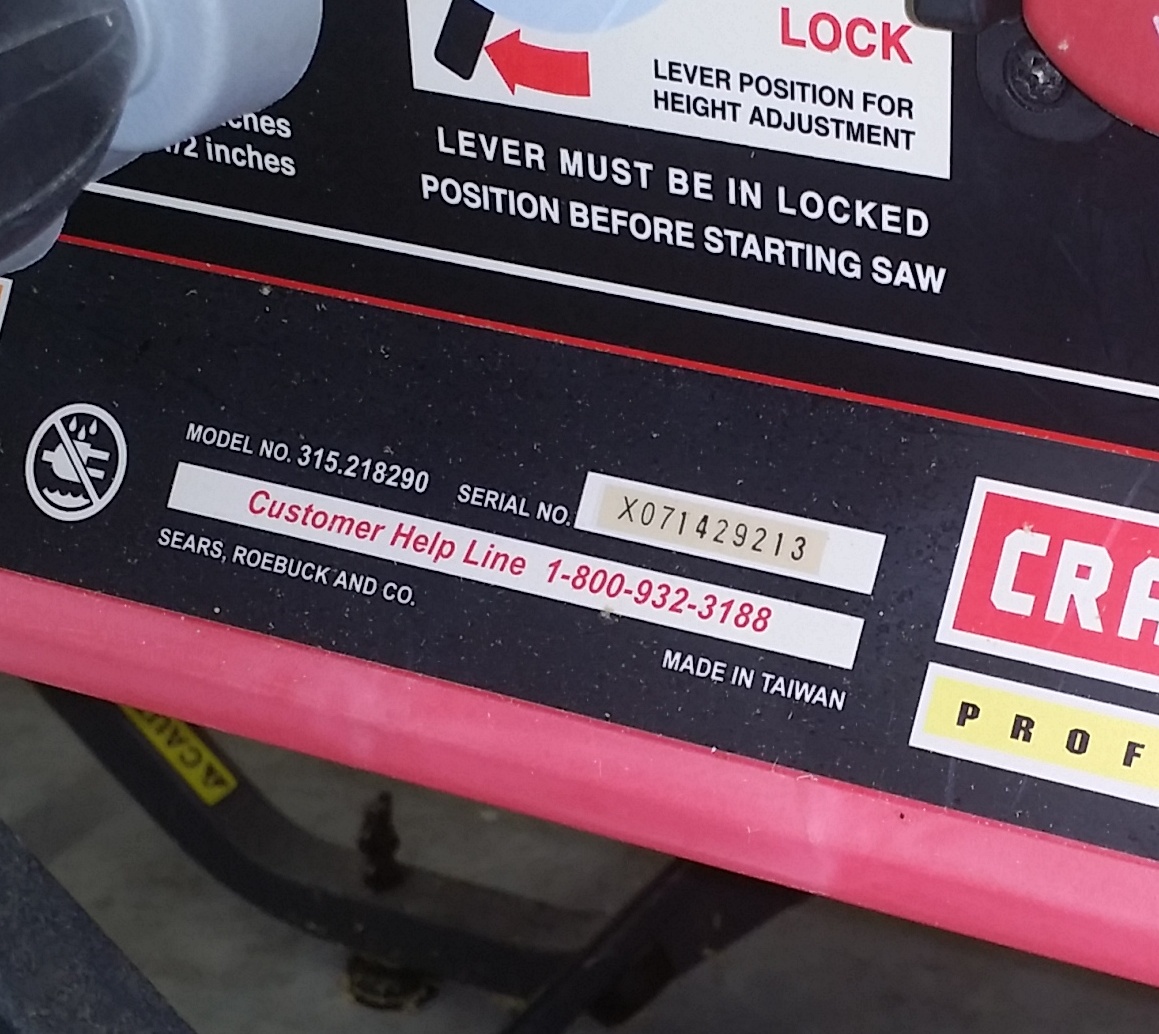 LOCK
LEVER POSITION FOR
HEIGHT ADJUSTMENT
inches
1/2 inches
LEVER MUST BE IN LOCKED
POSITION BEFORE STARTING SAW
MODEL NO. 315.218290 SERIAL NO. X071429213
Customer Help Line 1-800-932-3188
SEARS, ROEBUCK AND CO.
MADE IN TAIWAN
CRA
PROF
CAU